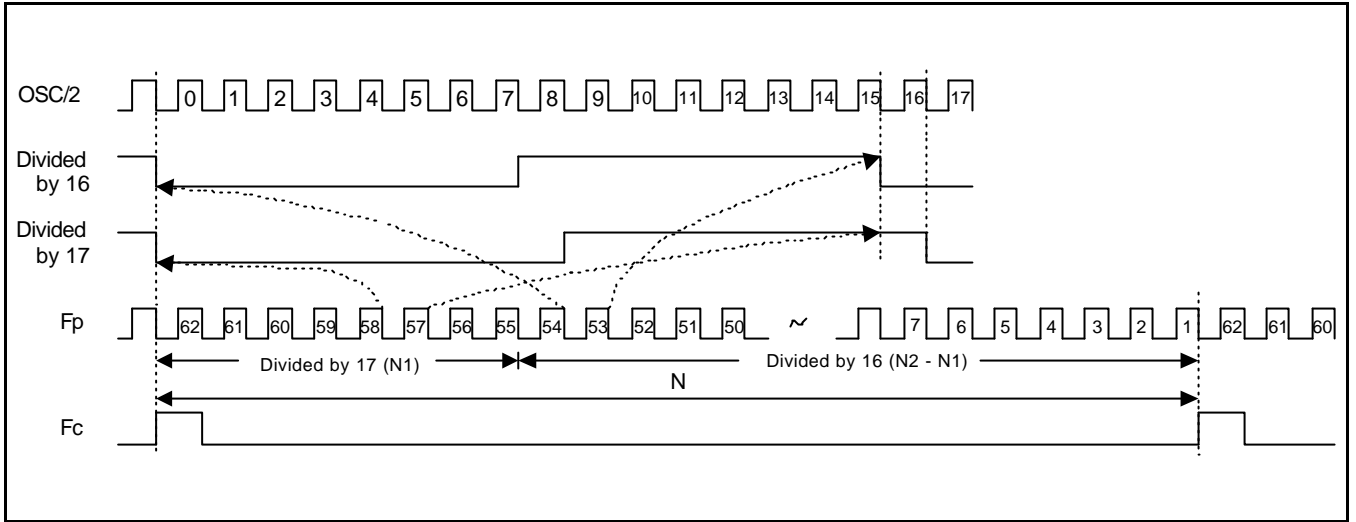 OSC/2 0 1 2 3 4 5 6 7 8 9 10 11 12 13 14 15 16 17
Divided
by 16
Divided
by 17
Fp 62 61 60 59 58 57 56 55 54 53 52 51 50 ~ 7 6 5 4 3 2 1 62 61 60
Divided by 17 (N1) Divided by 16 (N2 - N1)
N
Fc